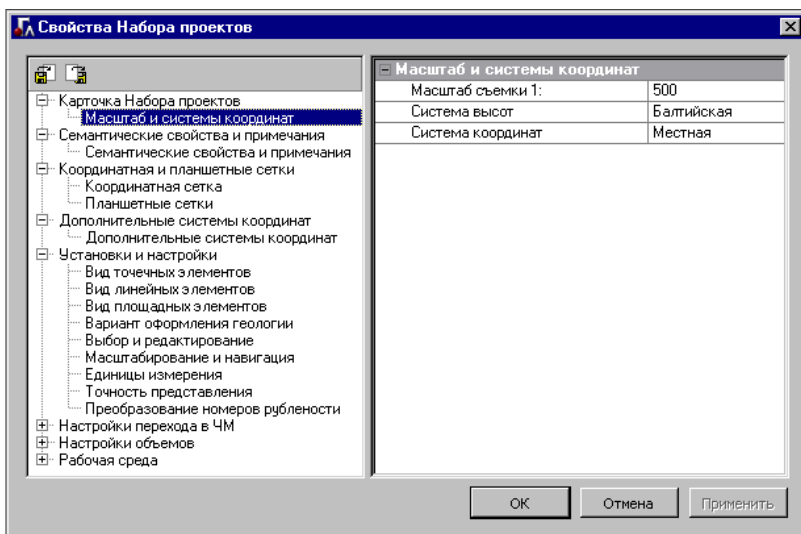 Свойства Набора проектов
Карточка Набора проектов
Масштаб и системы координат
Семантические свойства и примечания
Семантические свойства и примечания
Координатная и планшетные сетки
Координатная сетка
Планшетные сетки
Дополнительные системы координат
Дополнительные системы координат
Установки и настройки
Вид точечных элементов
Вид линейных элементов
Вид площадных элементов
Вариант оформления геологии
Выбор и редактирование
Масштабирование и навигация
Единицы измерения
Точность представления
Преобразование номеров рублености
Настройки перехода в ЧМ
Настройки объемов
Рабочая среда
Масштаб и системы координат
Масштаб съемки 1: 500
Система высот Балтийская
Система координат Местная
ОК Отмена Применить